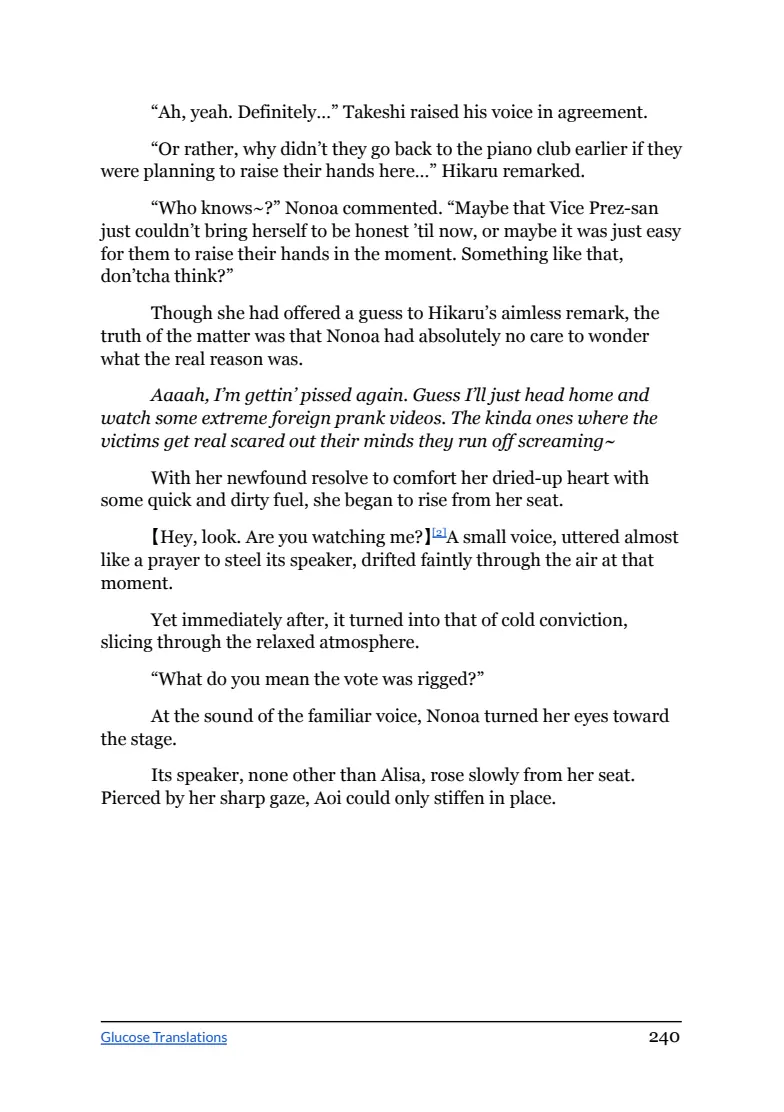 “Ah, yeah. Definitely...” Takeshi raised his voice in agreement.
“Or rather, why didn’t they go back to the piano club earlier if they
were planning to raise their hands here...” Hikaru remarked.
“Who knows~?” Nonoa commented. “Maybe that Vice Prez-san
just couldn’t bring herself to be honest ’til now, or maybe it was just easy
for them to raise their hands in the moment. Something like that,
don’tcha think?”
Though she had offered a guess to Hikaru’s aimless remark, the
truth of the matter was that Nonoa had absolutely no care to wonder
what the real reason was.
Aaaah, I’m gettin’ pissed again. Guess I’ll just head home and
watch some extreme foreign prank videos. The kinda ones where the
victims get real scared out their minds they run off screaming~
With her newfound resolve to comfort her dried-up heart with
some quick and dirty fuel, she began to rise from her seat.
【Hey, look. Are you watching me?】[2]A small voice, uttered almost
like a prayer to steel its speaker, drifted faintly through the air at that
moment.
Yet immediately after, it turned into that of cold conviction,
slicing through the relaxed atmosphere.
“What do you mean the vote was rigged?”
At the sound of the familiar voice, Nonoa turned her eyes toward
the stage.
Its speaker, none other than Alisa, rose slowly from her seat.
Pierced by her sharp gaze, Aoi could only stiffen in place.
Glucose Translations 240